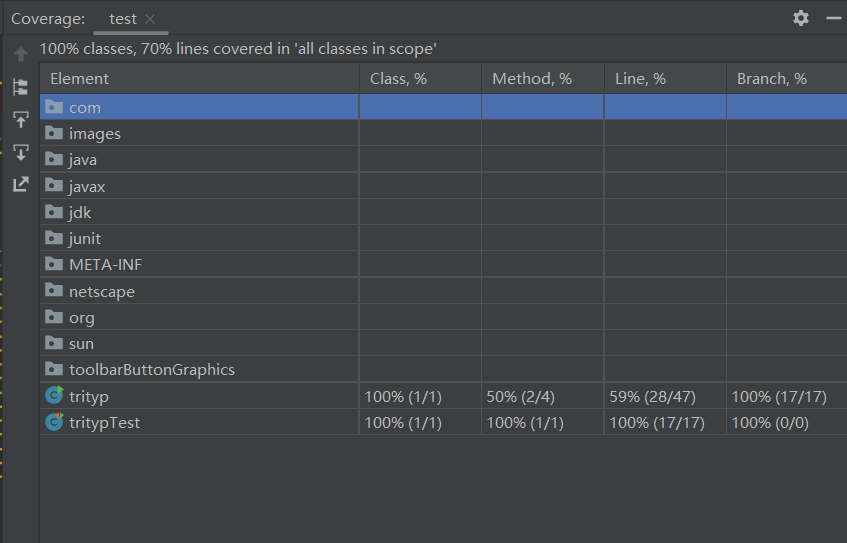 Coverage: test
100% classes, 70% lines covered in 'all classes in scope'
Element Class, % Method, % Line, % Branch, %
com
images
java
javax
jdk
junit
META-INF
netscape
org
sun
toolbarButtonGraphics
trityp 100% (1/1) 50% (2/4) 59% (28/47) 100% (17/17)
tritypTest 100% (1/1) 100% (1/1) 100% (17/17) 100% (0/0)